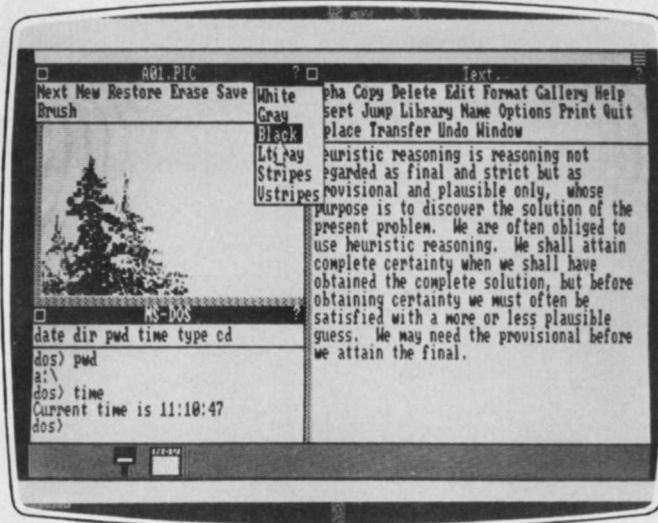 A01.PIC ?
Next New Restore Erase Save
Brush
White
Gray
Black
Ltgray
Stripes
Vstripes
MS-DOS ?
date dir pwd time type cd
dos> pwd
a:\
dos> time
Current time is 11:10:47
dos>
Text. ?
pha Copy Delete Edit Format Gallery Help
sert Jump Library Name Options Print Quit
place Transfer Undo Window
euristic reasoning is reasoning not
egarded as final and strict but as
rovisional and plausible only, whose
purpose is to discover the solution of the
present problem. We are often obliged to
use heuristic reasoning. We shall attain
complete certainty when we shall have
obtained the complete solution, but before
obtaining certainty we must often be
satisfied with a more or less plausible
guess. We may need the provisional before
we attain the final.